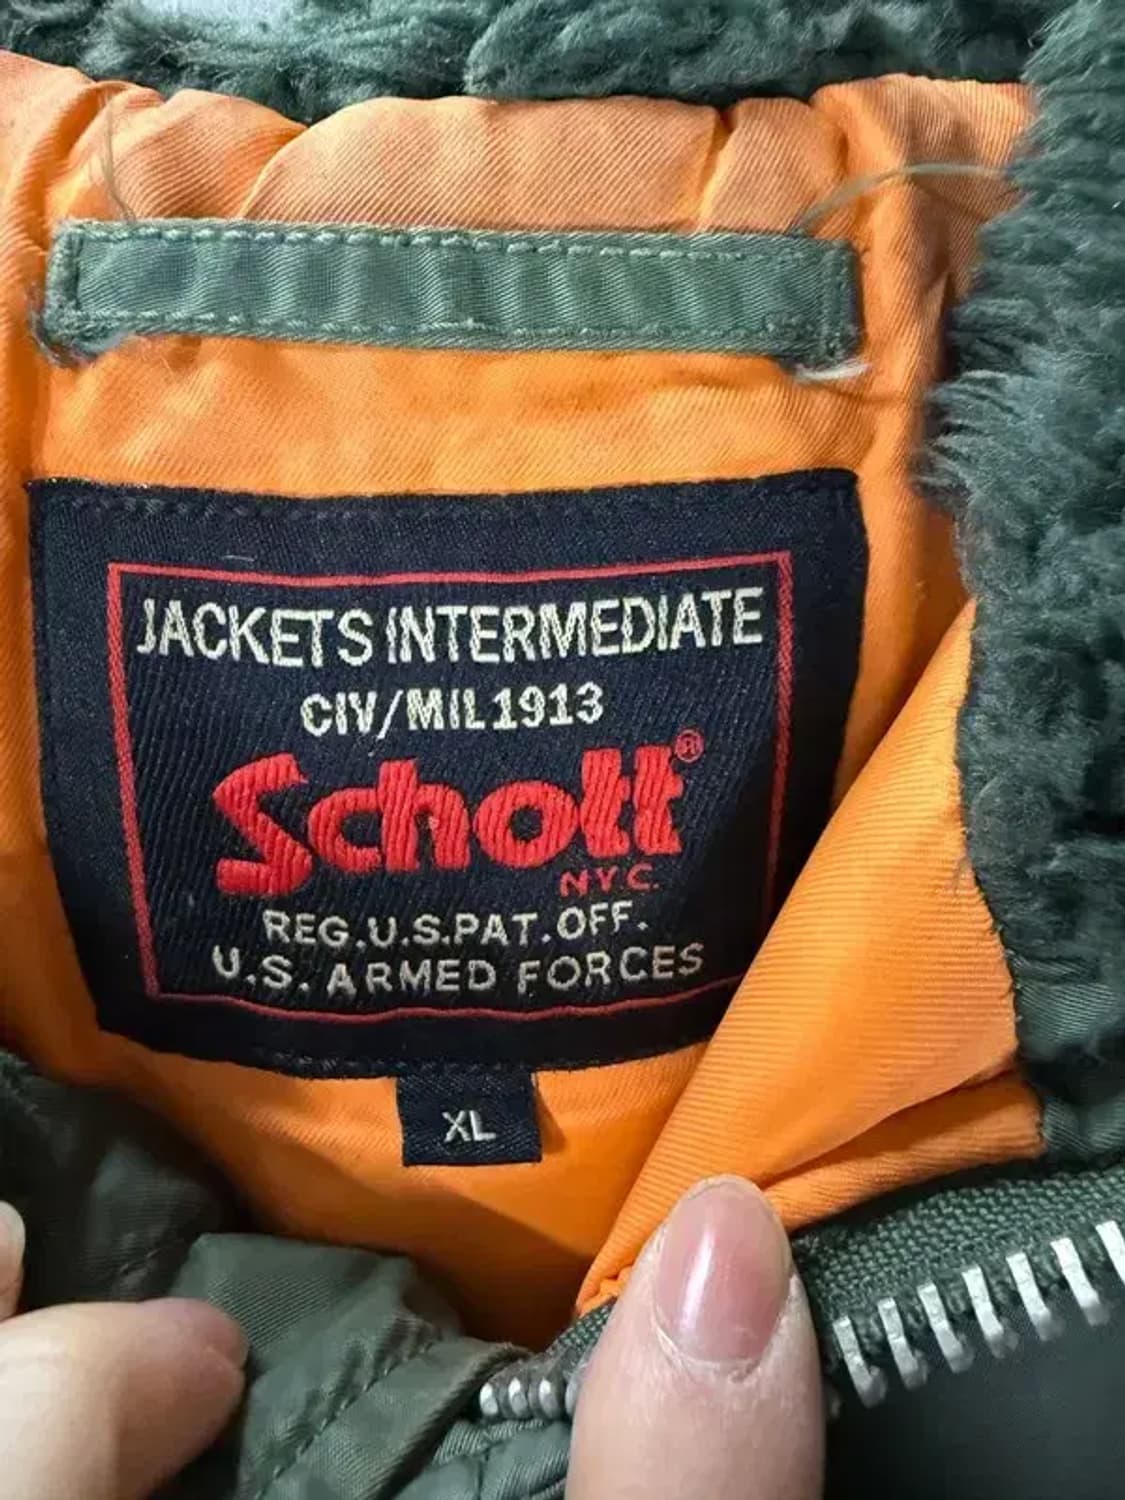 JACKETS INTERMEDIATE
CIV/MIL1913
Schott®
N.Y.C.
REG.U.S.PAT.OFF.
U.S. ARMED FORCES
XL